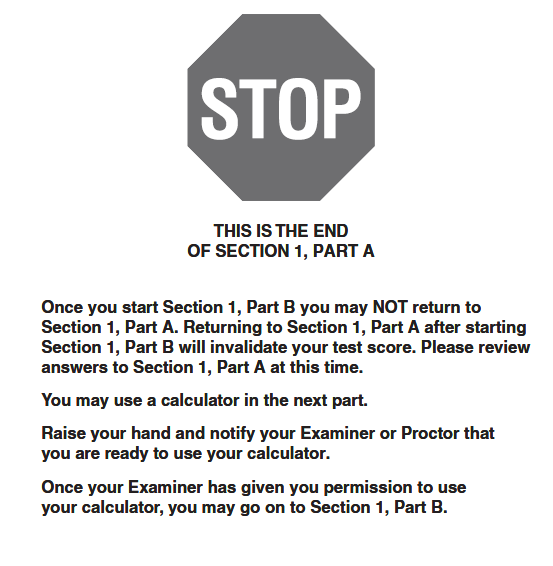 STOP
THIS IS THE END
OF SECTION 1, PART A
Once you start Section 1, Part B you may NOT return to
Section 1, Part A. Returning to Section 1, Part A after starting
Section 1, Part B will invalidate your test score. Please review
answers to Section 1, Part A at this time.
You may use a calculator in the next part.
Raise your hand and notify your Examiner or Proctor that
you are ready to use your calculator.
Once your Examiner has given you permission to use
your calculator, you may go on to Section 1, Part B.